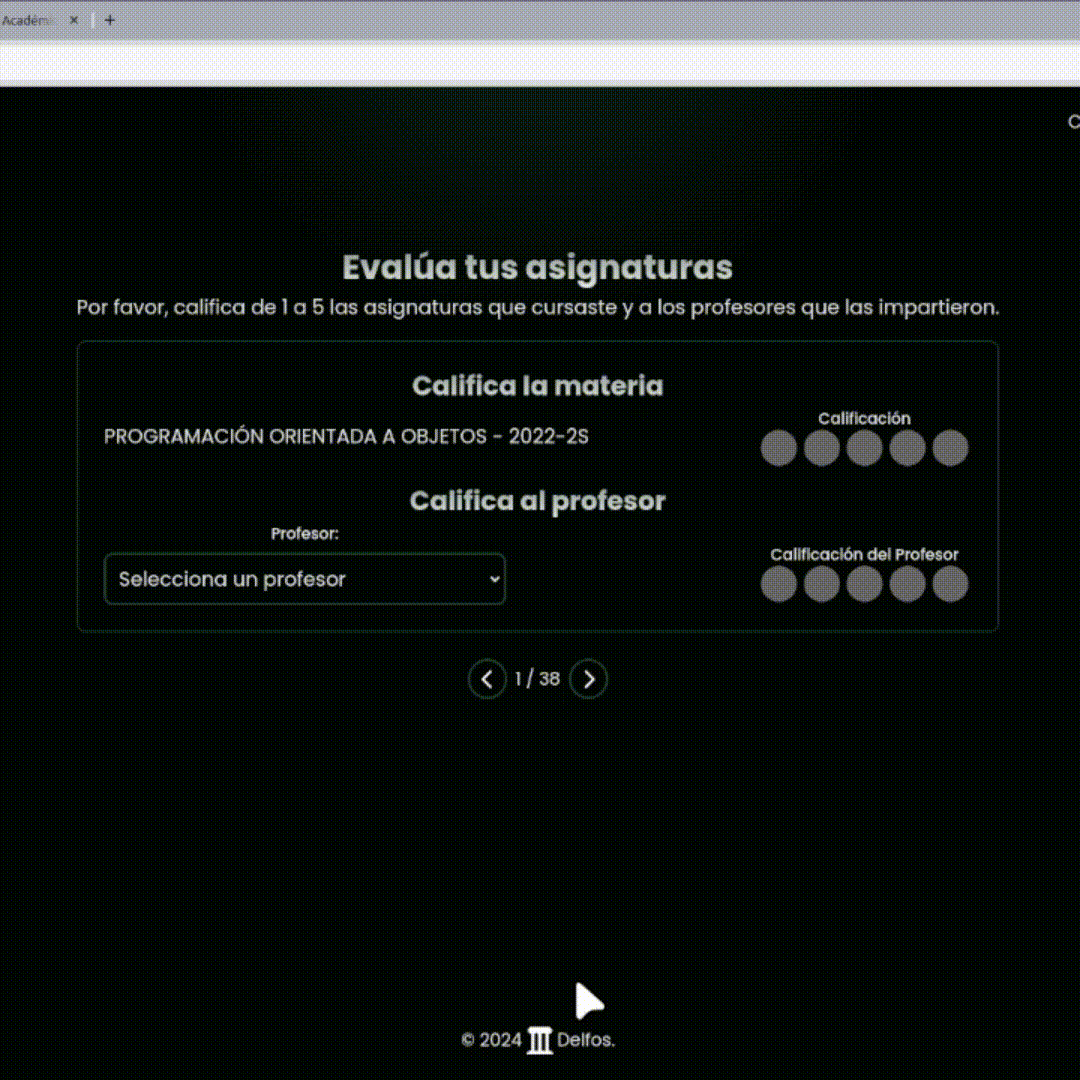 Académ
Evalúa tus asignaturas
Por favor, califica de 1 a 5 las asignaturas que cursaste y a los profesores que las impartieron.
Califica la materia
Calificación
PROGRAMACIÓN ORIENTADA A OBJETOS - 2022-2S
Califica al profesor
Profesor:
Calificación del Profesor
Selecciona un profesor
1 / 38
© 2024 Delfos.